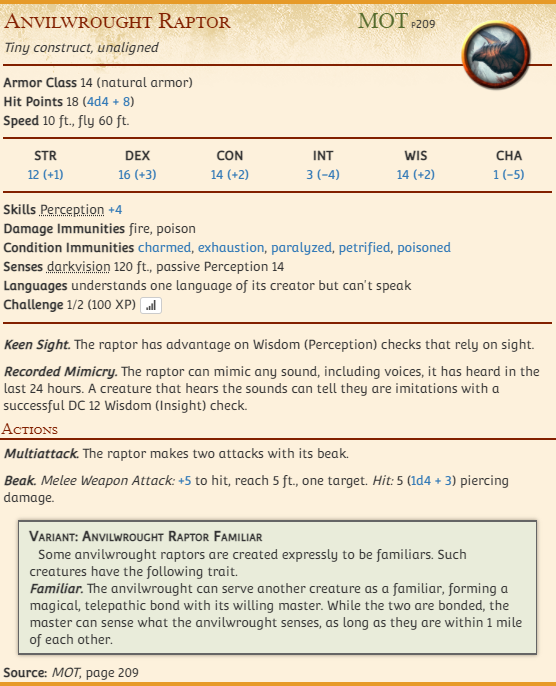 Anvilwrought Raptor MOT P209
Tiny construct, unaligned
Armor Class 14 (natural armor)
Hit Points 18 (4d4 + 8)
Speed 10 ft., fly 60 ft.
STR DEX CON INT WIS CHA
12 (+1) 16 (+3) 14 (+2) 3 (−4) 14 (+2) 1 (−5)
Skills Perception +4
Damage Immunities fire, poison
Condition Immunities charmed, exhaustion, paralyzed, petrified, poisoned
Senses darkvision 120 ft., passive Perception 14
Languages understands one language of its creator but can't speak
Challenge 1/2 (100 XP)
Keen Sight. The raptor has advantage on Wisdom (Perception) checks that rely on sight.
Recorded Mimicry. The raptor can mimic any sound, including voices, it has heard in the
last 24 hours. A creature that hears the sounds can tell they are imitations with a
successful DC 12 Wisdom (Insight) check.
Actions
Multiattack. The raptor makes two attacks with its beak.
Beak. Melee Weapon Attack: +5 to hit, reach 5 ft., one target. Hit: 5 (1d4 + 3) piercing
damage.
Variant: Anvilwrought Raptor Familiar
Some anvilwrought raptors are created expressly to be familiars. Such
creatures have the following trait.
Familiar. The anvilwrought can serve another creature as a familiar, forming a
magical, telepathic bond with its willing master. While the two are bonded, the
master can sense what the anvilwrought senses, as long as they are within 1 mile
of each other.
Source: MOT, page 209